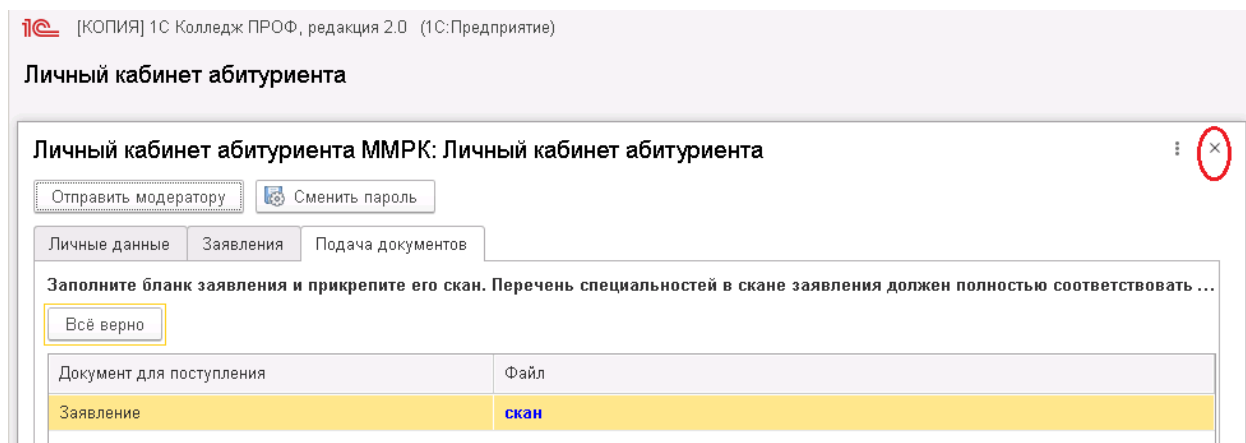 1С [КОПИЯ] 1С Колледж ПРОФ, редакция 2.0 (1С:Предприятие)
Личный кабинет абитуриента
Личный кабинет абитуриента ММРК: Личный кабинет абитуриента
Отправить модератору Сменить пароль
Личные данные Заявления Подача документов
Заполните бланк заявления и прикрепите его скан. Перечень специальностей в скане заявления должен полностью соответствовать ...
Всё верно
Документ для поступления Файл
Заявление скан